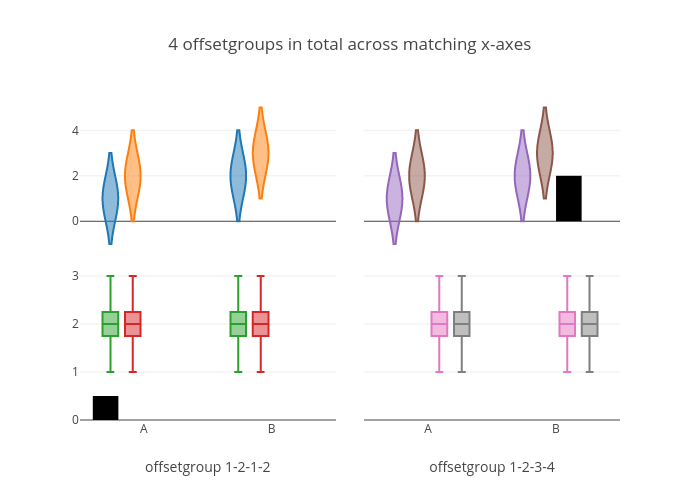 4 offsetgroups in total across matching x-axes
4
2
0
3
2
1
0
A B A B
offsetgroup 1-2-1-2 offsetgroup 1-2-3-4